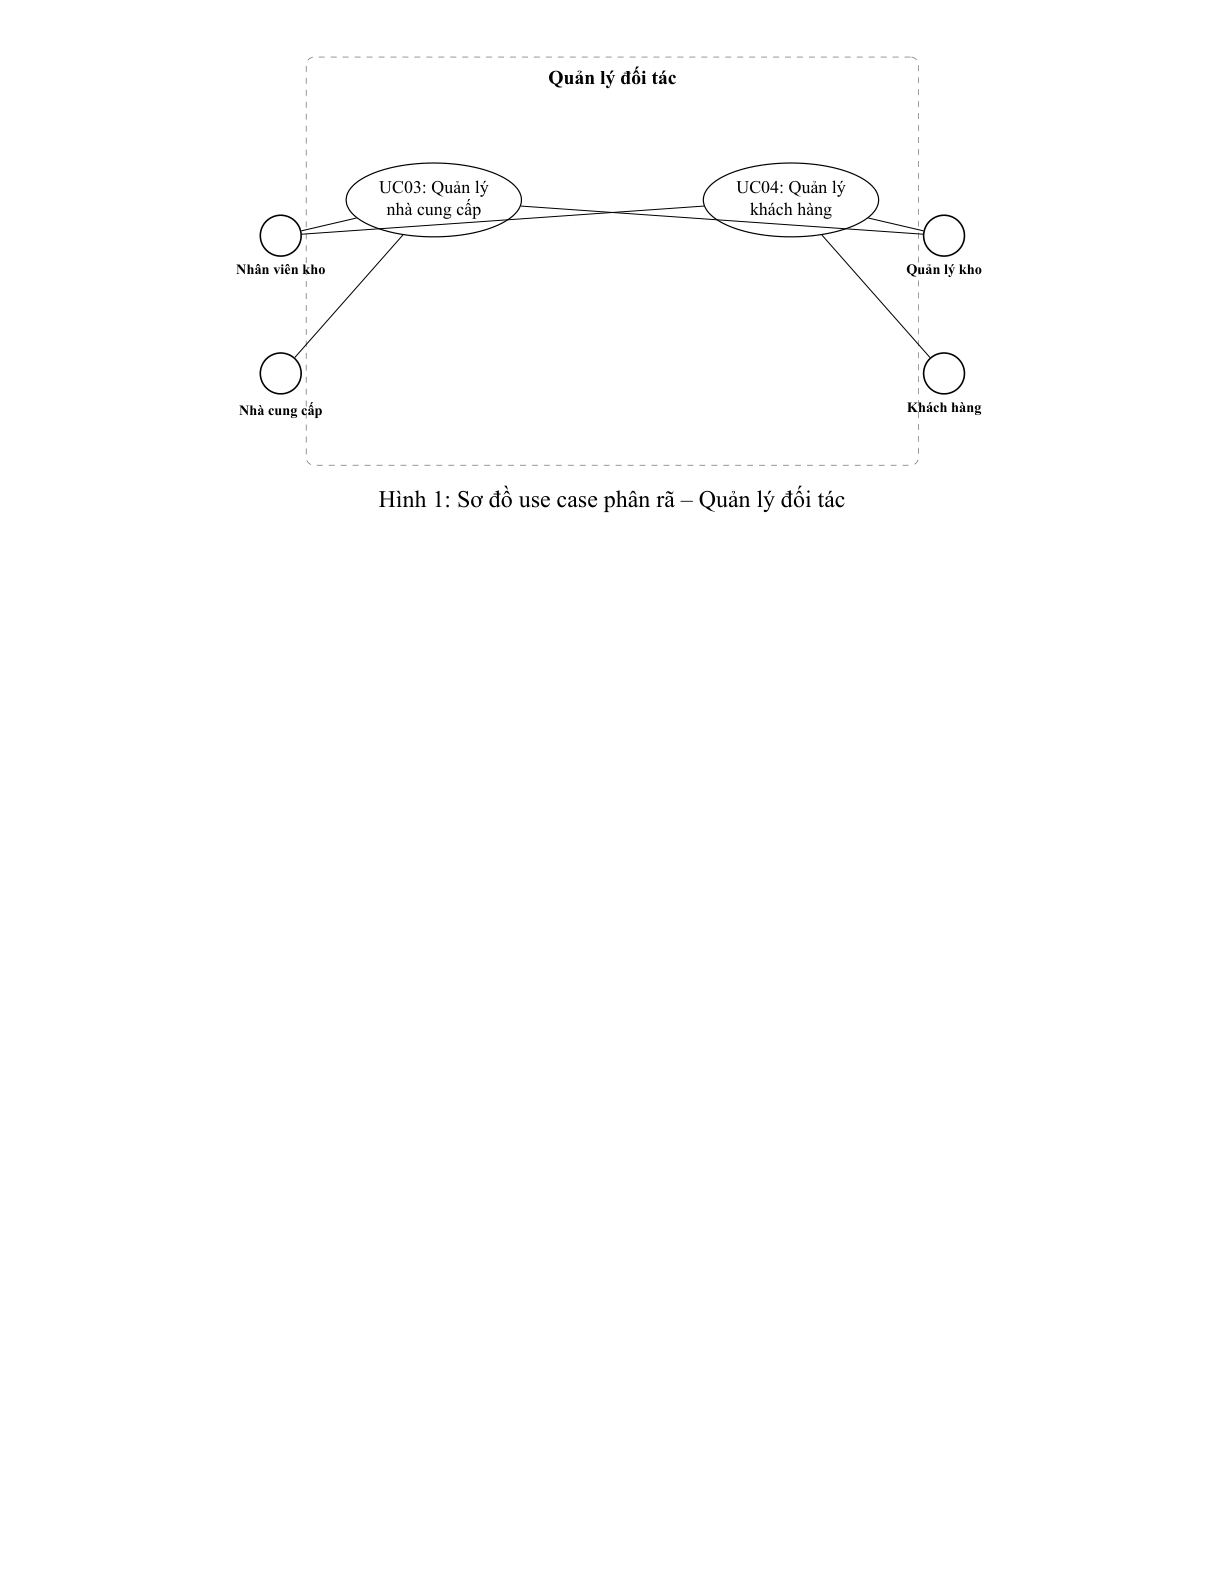 Quản lý đối tác
UC03: Quản lý
nhà cung cấp
UC04: Quản lý
khách hàng
Nhân viên kho
Quản lý kho
Nhà cung cấp
Khách hàng
Hình 1: Sơ đồ use case phân rã – Quản lý đối tác